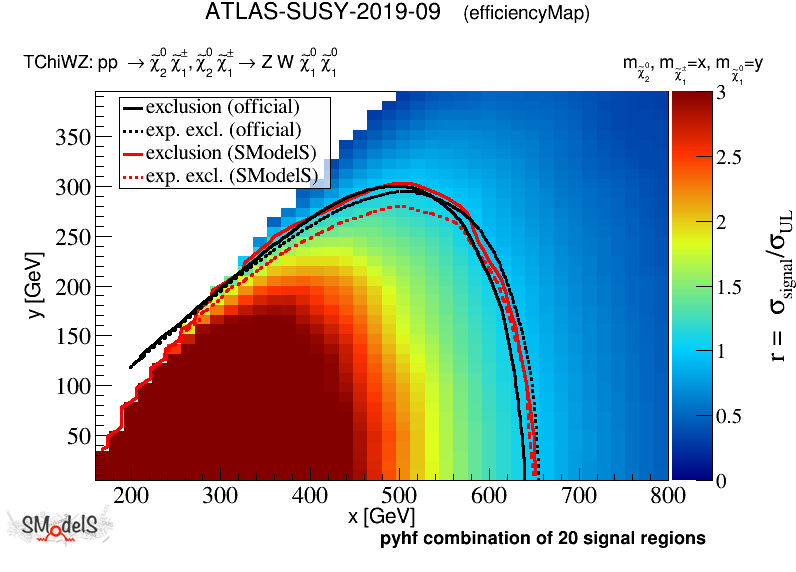 ATLAS-SUSY-2019-09 (efficiencyMap)
TChiWZ: pp → χ̃₂⁰ χ̃₁±, χ̃₂⁰ χ̃₁± → Z W χ̃₁⁰ χ̃₁⁰
m_χ̃₂⁰, m_χ̃₁±=x, m_χ̃₁⁰=y
exclusion (official)
exp. excl. (official)
exclusion (SModelS)
exp. excl. (SModelS)
350
300
250
200
150
100
50
y [GeV]
200 300 400 500 600 700 800
x [GeV]
3
2.5
2
1.5
1
0.5
0
r = σ_signal/σ_UL
SModelS
pyhf combination of 20 signal regions